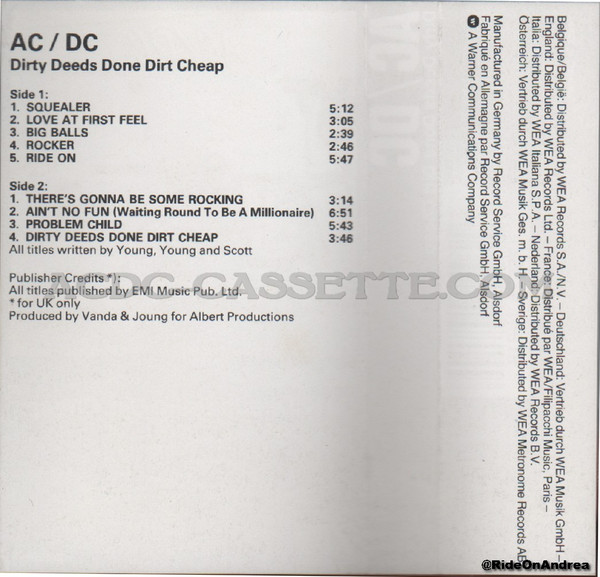 AC / DC
Dirty Deeds Done Dirt Cheap
Side 1:
1. SQUEALER 5:12
2. LOVE AT FIRST FEEL 3:05
3. BIG BALLS 2:39
4. ROCKER 2:46
5. RIDE ON 5:47
Side 2:
1. THERE'S GONNA BE SOME ROCKING 3:14
2. AIN'T NO FUN (Waiting Round To Be A Millionaire) 6:51
3. PROBLEM CHILD 5:43
4. DIRTY DEEDS DONE DIRT CHEAP 3:46
All titles written by Young, Young and Scott
Publisher Credits *):
All titles published by EMI Music Pub. Ltd.
* for UK only
Produced by Vanda & Joung for Albert Productions
ACDC-CASSETTE.COM
AC/DC
Belgique/België: Distributed by WEA Records S.A./N.V. – Deutschland: Vertrieb durch WEA Musik GmbH –
England: Distributed by WEA Records Ltd. – France: Distribué par WEA/Filipacchi Music, Paris –
Italia: Distributed by WEA Italiana S.P.A. – Nederland: Distributed by WEA Records B.V.
Österreich: Vertrieb durch WEA Musik Ges. m. b. H. – Sverige: Distributed by WEA Metronome Records AB
Manufactured in Germany by Record Service GmbH, Alsdorf
Fabriqué en Allemagne par Record Service GmbH, Alsdorf
A Warner Communications Company
@RideOnAndrea